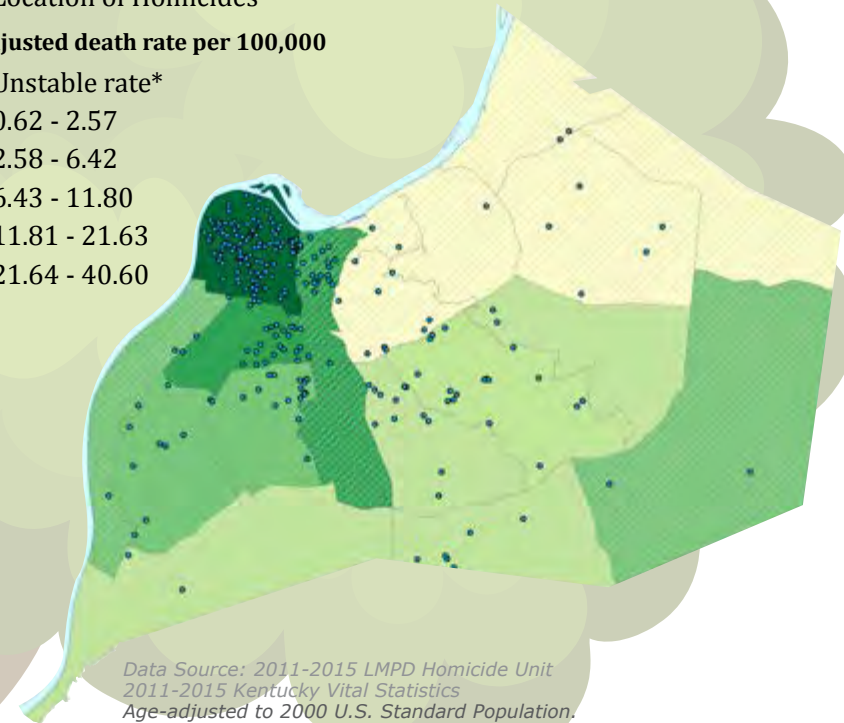 Location of Homicides
justed death rate per 100,000
Unstable rate*
0.62 - 2.57
2.58 - 6.42
6.43 - 11.80
11.81 - 21.63
21.64 - 40.60
Data Source: 2011-2015 LMPD Homicide Unit
2011-2015 Kentucky Vital Statistics
Age-adjusted to 2000 U.S. Standard Population.